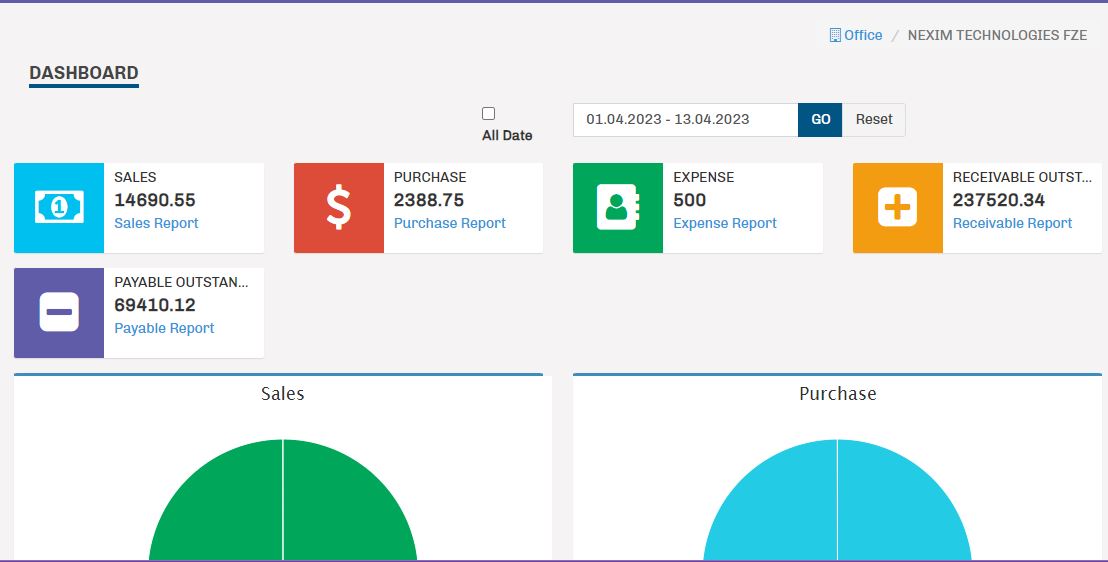 Office / NEXIM TECHNOLOGIES FZE
DASHBOARD
All Date
01.04.2023 - 13.04.2023 GO Reset
SALES
14690.55
Sales Report
PURCHASE
2388.75
Purchase Report
EXPENSE
500
Expense Report
RECEIVABLE OUTST...
237520.34
Receivable Report
PAYABLE OUTSTAN...
69410.12
Payable Report
Sales
Purchase